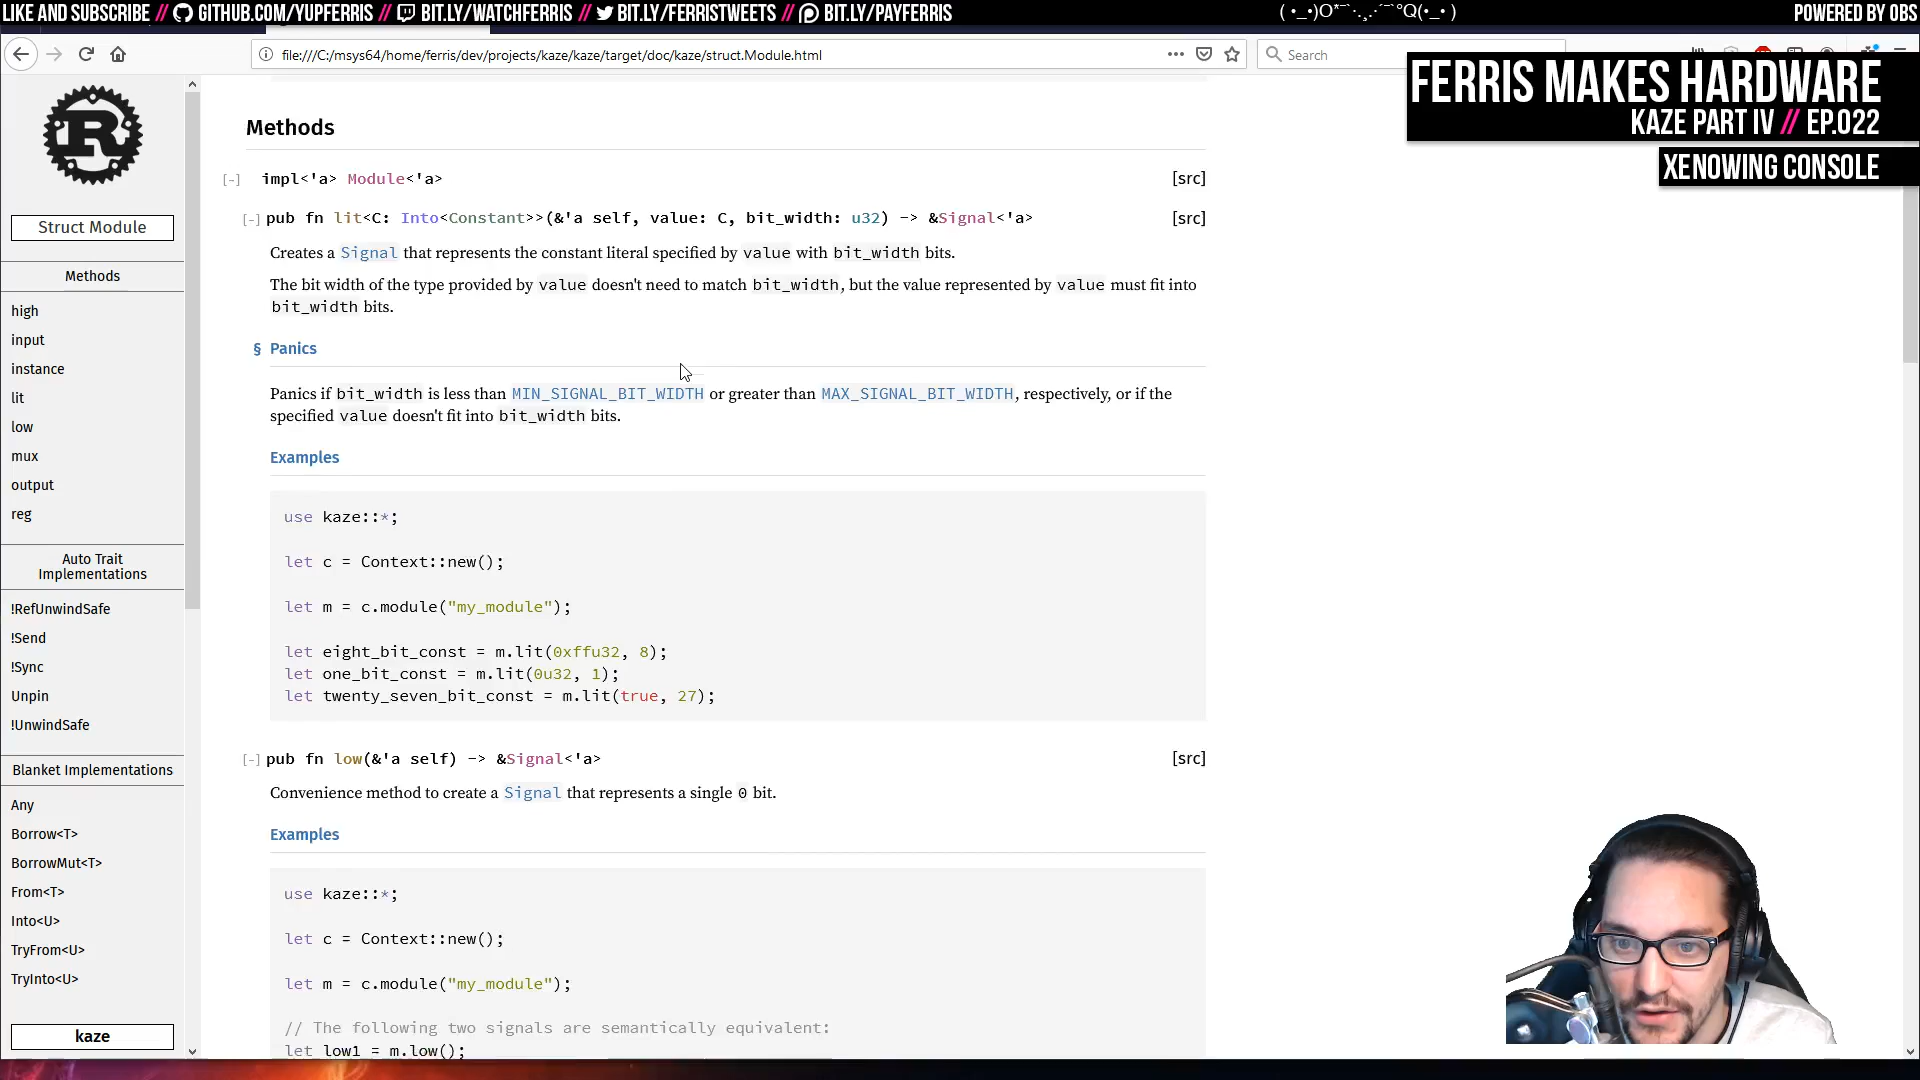 LIKE AND SUBSCRIBE // GITHUB.COM/YUPFERRIS // BIT.LY/WATCHFERRIS // BIT.LY/FERRISTWEETS // BIT.LY/PAYFERRIS
POWERED BY OBS
file:///C:/msys64/home/ferris/dev/projects/kaze/kaze/target/doc/kaze/struct.Module.html
Search
FERRIS MAKES HARDWARE
KAZE PART IV // EP.022
XENOWING CONSOLE
Struct Module
Methods
high
input
instance
lit
low
mux
output
reg
Auto Trait
Implementations
!RefUnwindSafe
!Send
!Sync
Unpin
!UnwindSafe
Blanket Implementations
Any
Borrow<T>
BorrowMut<T>
From<T>
Into<U>
TryFrom<U>
TryInto<U>
kaze
Methods
[-] impl<'a> Module<'a> [src]
[-] pub fn lit<C: Into<Constant>>(&'a self, value: C, bit_width: u32) -> &Signal<'a> [src]
Creates a Signal that represents the constant literal specified by value with bit_width bits.
The bit width of the type provided by value doesn't need to match bit_width, but the value represented by value must fit into
bit_width bits.
§ Panics
Panics if bit_width is less than MIN_SIGNAL_BIT_WIDTH or greater than MAX_SIGNAL_BIT_WIDTH, respectively, or if the
specified value doesn't fit into bit_width bits.
Examples
use kaze::*;
let c = Context::new();
let m = c.module("my_module");
let eight_bit_const = m.lit(0xffu32, 8);
let one_bit_const = m.lit(0u32, 1);
let twenty_seven_bit_const = m.lit(true, 27);
[-] pub fn low(&'a self) -> &Signal<'a> [src]
Convenience method to create a Signal that represents a single 0 bit.
Examples
use kaze::*;
let c = Context::new();
let m = c.module("my_module");
// The following two signals are semantically equivalent:
let low1 = m.low();